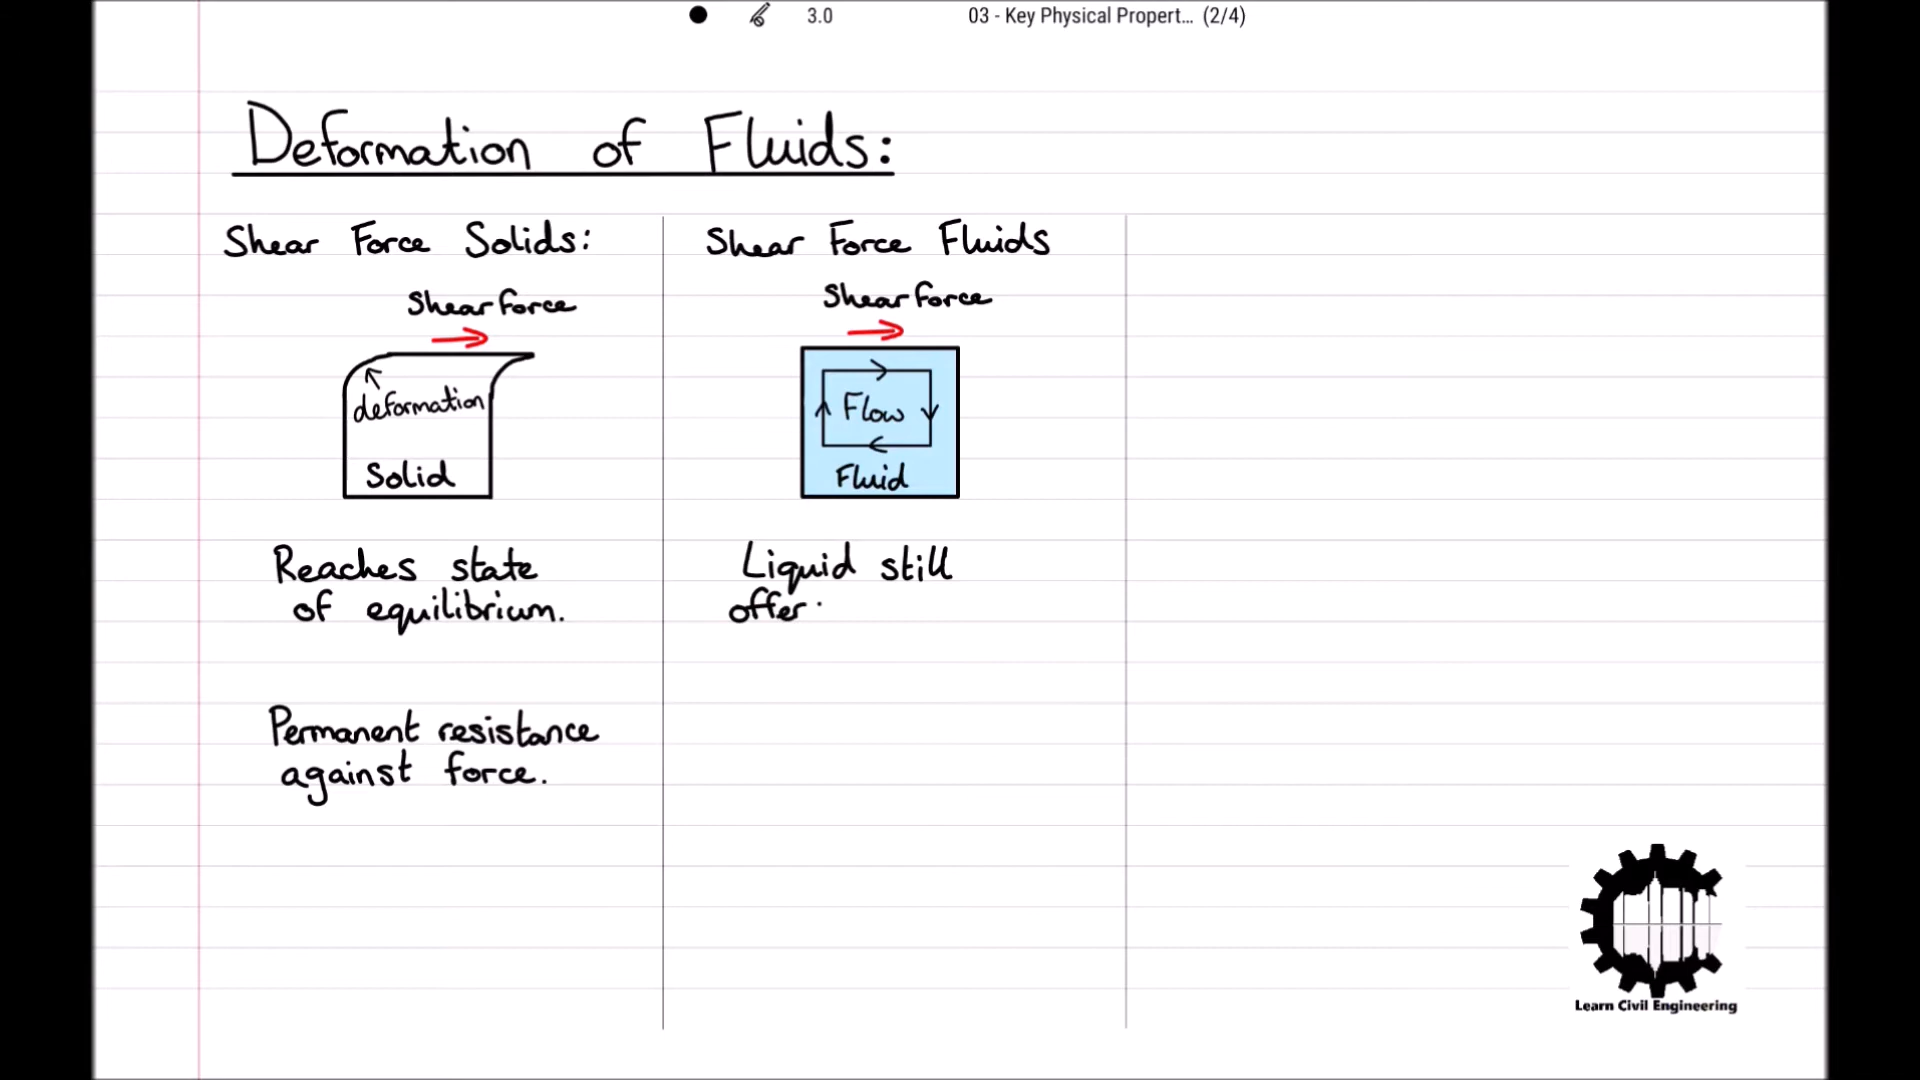 3.0
03 - Key Physical Propert... (2/4)
Deformation of Fluids:
Shear Force Solids:
Shear force
deformation
Solid
Reaches state
of equilibrium.
Permanent resistance
against force.
Shear Force Fluids
Shear force
Flow
Fluid
Liquid still
offer
Learn Civil Engineering